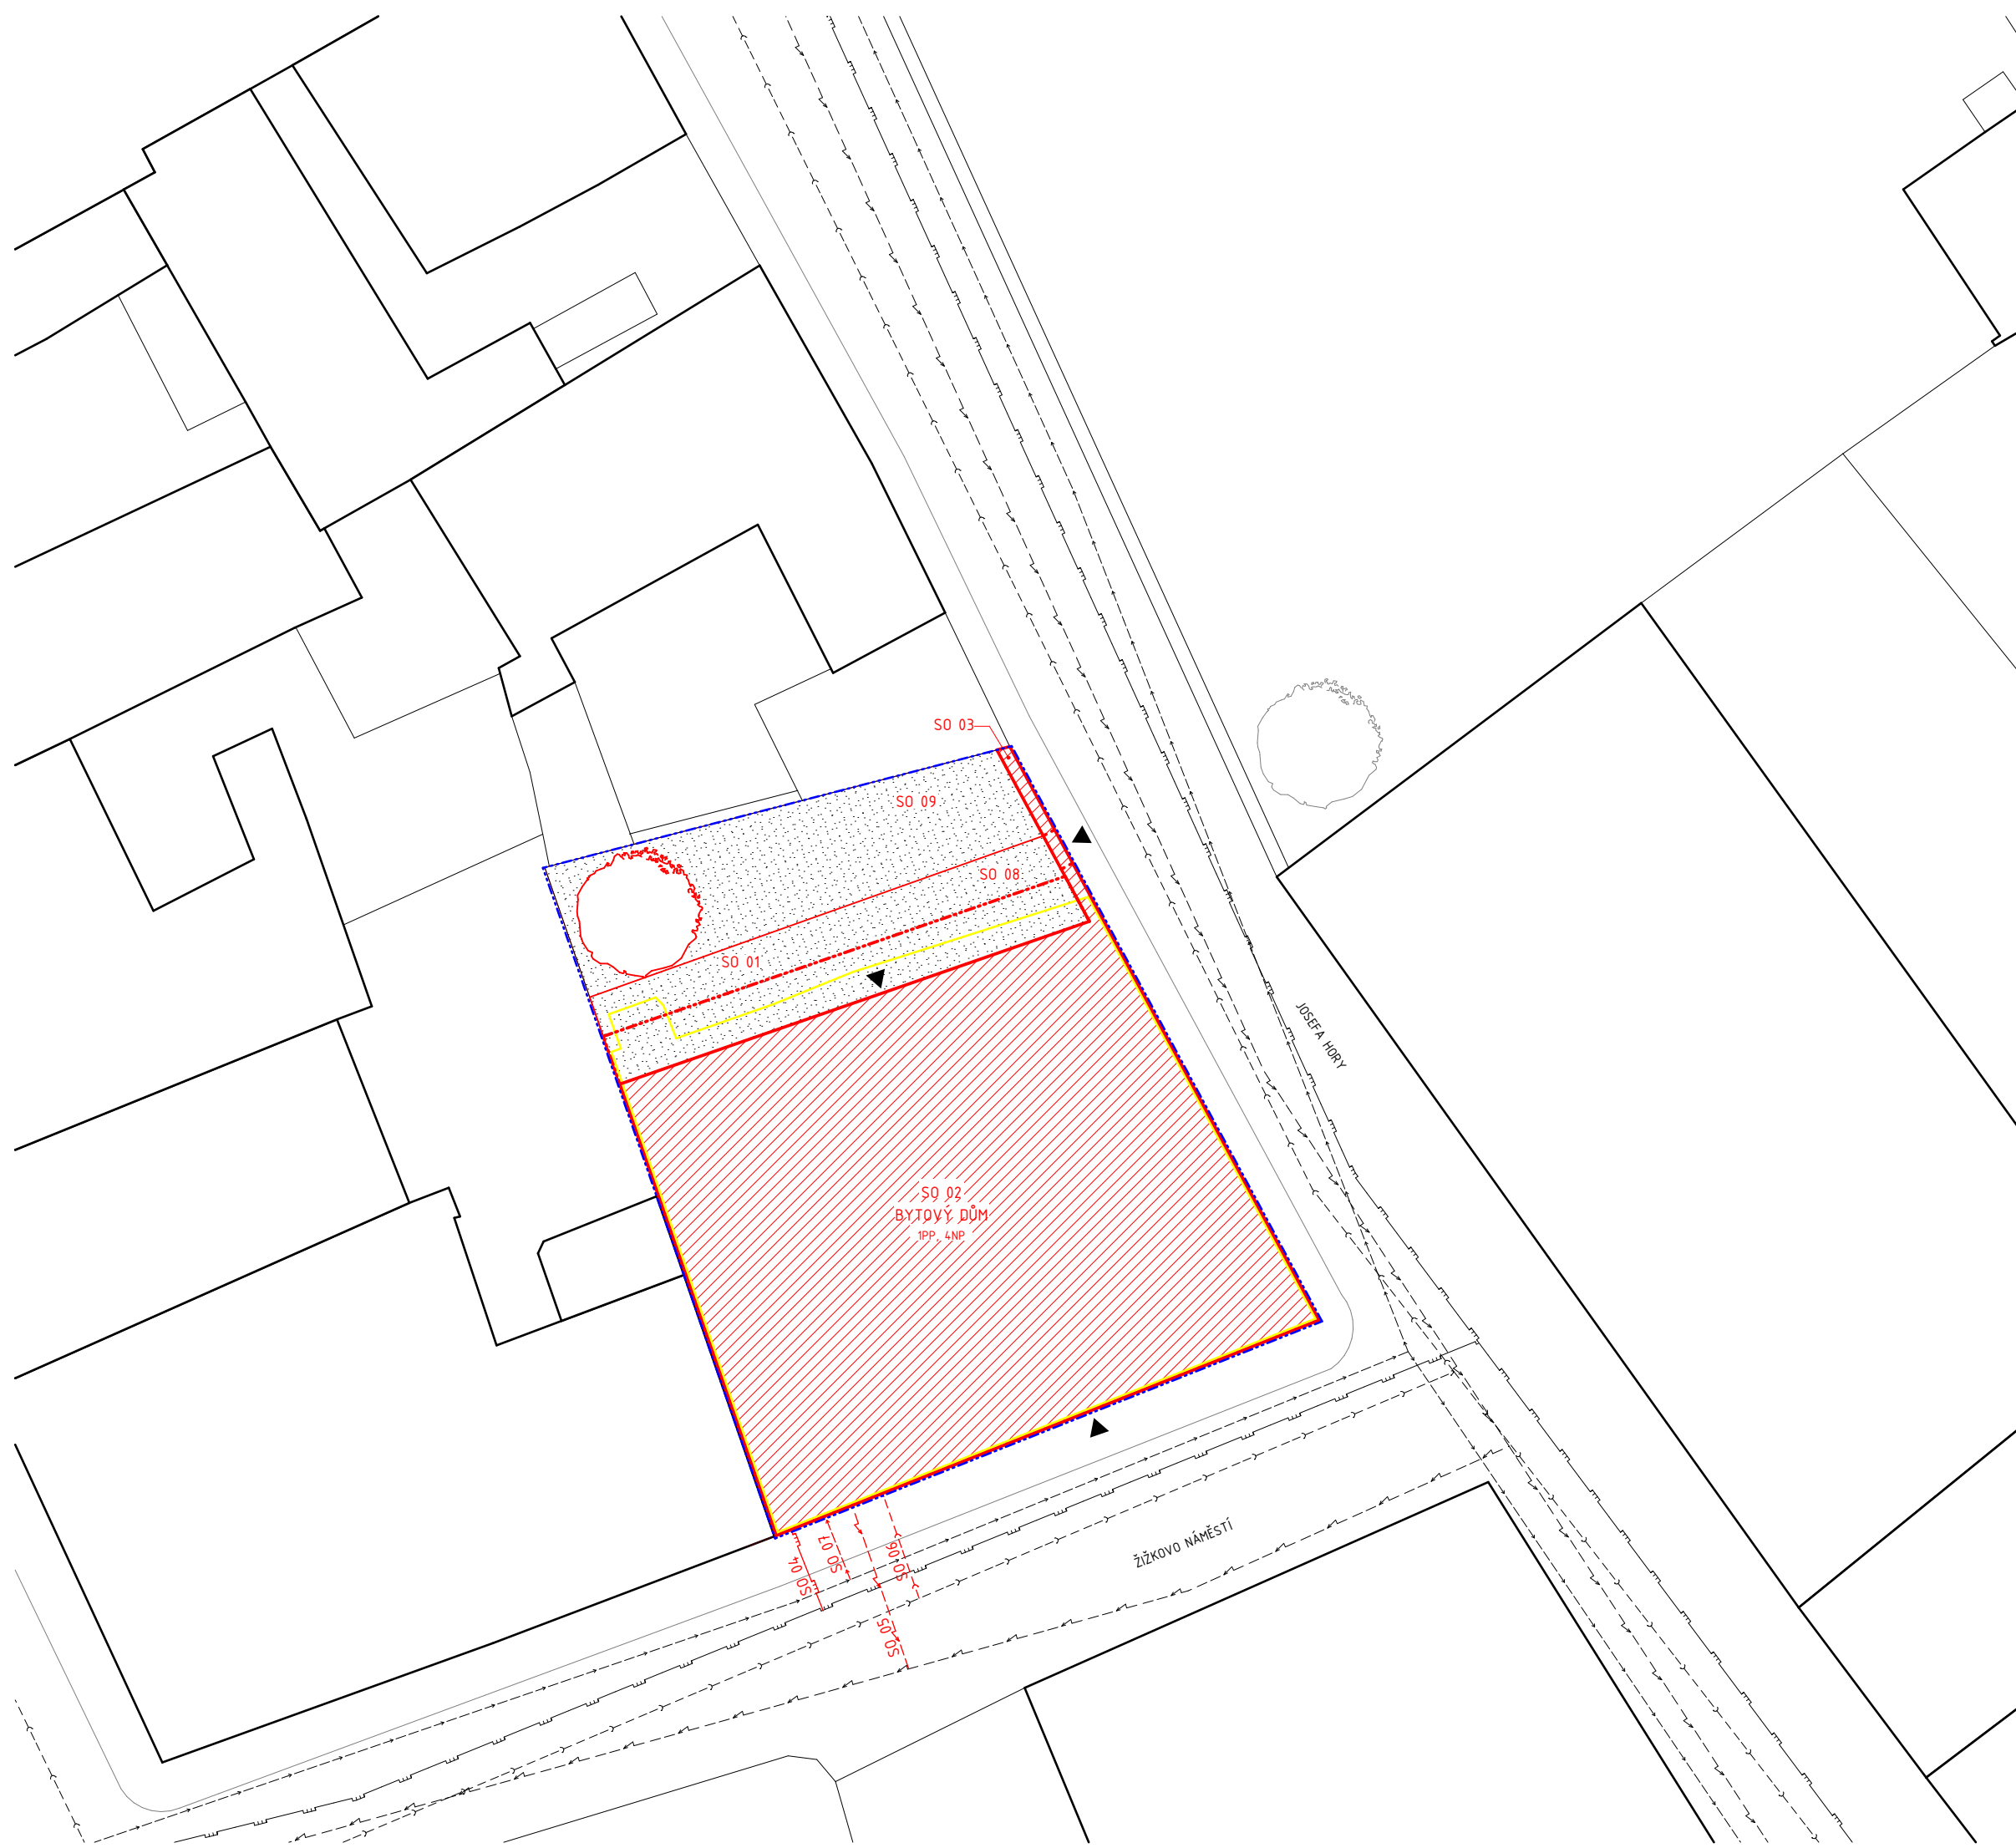 SO 03
SO 09
SO 08
SO 01
JOSEFA HORY
SO 02
BYTOVÝ DŮM
1PP, 4NP
ŽIŽKOVO NÁMĚSTÍ
SO 04
SO 07
SO 06
SO 05